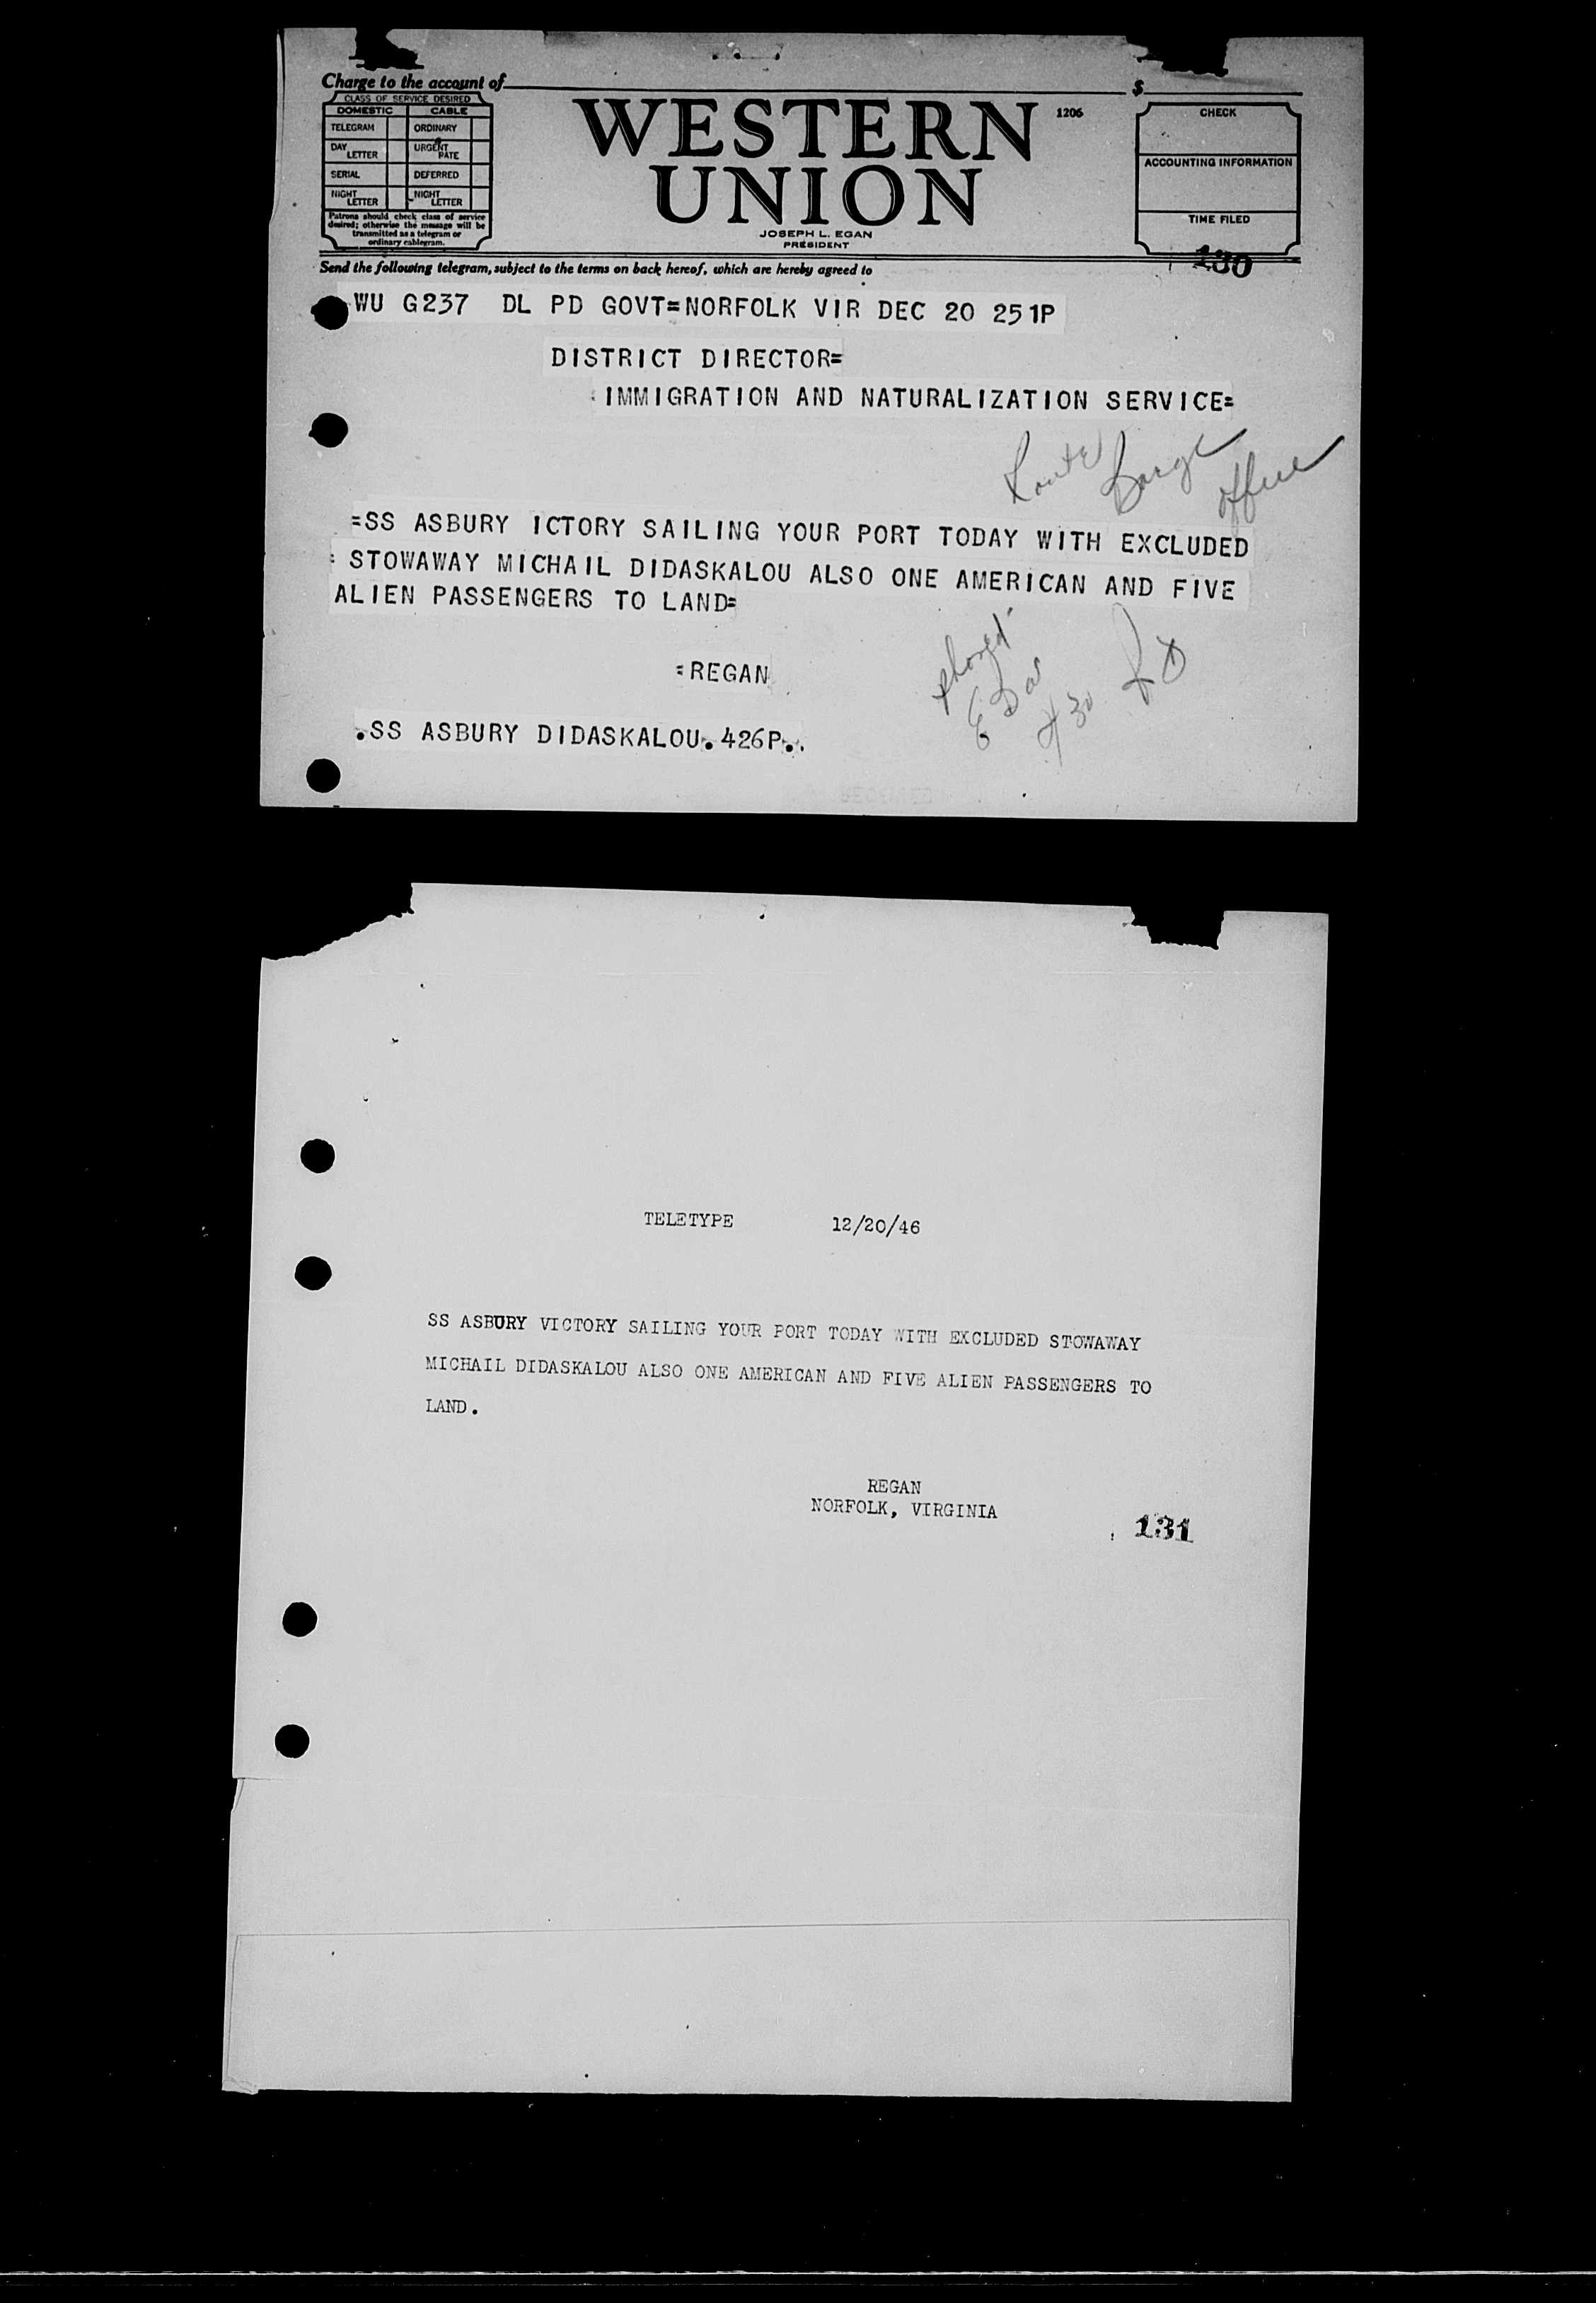 Charge to the account of $
CLASS OF SERVICE DESIRED
DOMESTIC CABLE
TELEGRAM ORDINARY
DAY LETTER URGENT RATE
SERIAL DEFERRED
NIGHT LETTER NIGHT LETTER
Patrons should check class of service
desired; otherwise the message will be
transmitted as a telegram or
ordinary cablegram.
WESTERN
UNION
1206
JOSEPH L. EGAN
PRESIDENT
CHECK
ACCOUNTING INFORMATION
TIME FILED
130
Send the following telegram, subject to the terms on back hereof, which are hereby agreed to
WU G237 DL PD GOVT=NORFOLK VIR DEC 20 251P
DISTRICT DIRECTOR=
IMMIGRATION AND NATURALIZATION SERVICE=
Route Barge office
=SS ASBURY ICTORY SAILING YOUR PORT TODAY WITH EXCLUDED
STOWAWAY MICHAIL DIDASKALOU ALSO ONE AMERICAN AND FIVE
ALIEN PASSENGERS TO LAND=
=REGAN
phoned
.SS ASBURY DIDASKALOU. 426P..
TELETYPE 12/20/46
SS ASBURY VICTORY SAILING YOUR PORT TODAY WITH EXCLUDED STOWAWAY
MICHAIL DIDASKALOU ALSO ONE AMERICAN AND FIVE ALIEN PASSENGERS TO
LAND.
REGAN
NORFOLK, VIRGINIA
131